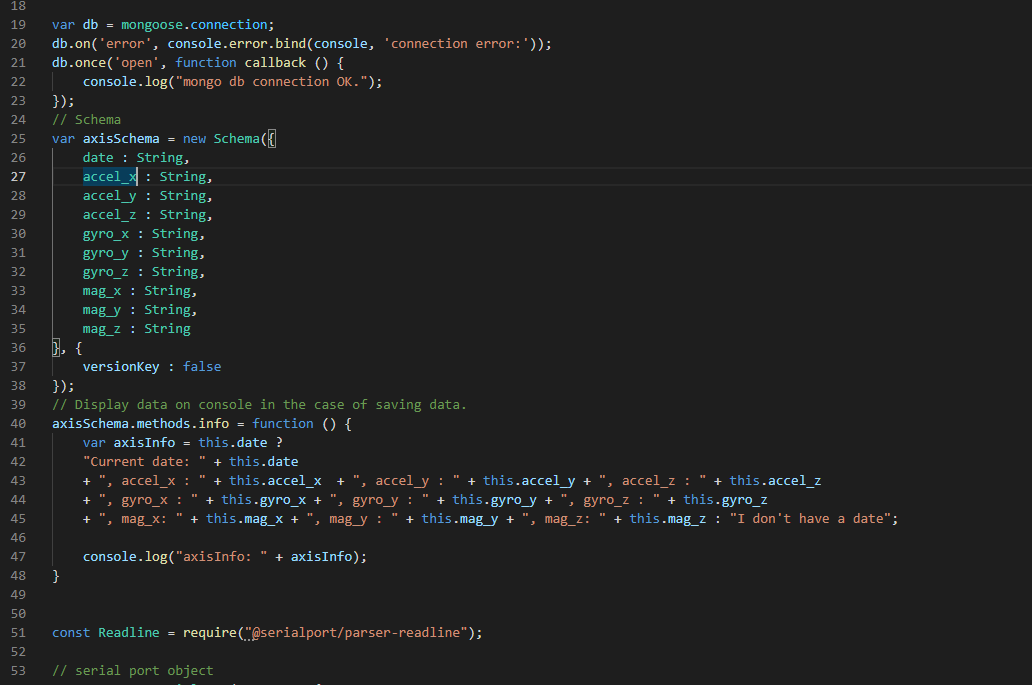 18
19 var db = mongoose.connection;
20 db.on('error', console.error.bind(console, 'connection error:'));
21 db.once('open', function callback () {
22     console.log("mongo db connection OK.");
23 });
24 // Schema
25 var axisSchema = new Schema({
26     date : String,
27     accel_x : String,
28     accel_y : String,
29     accel_z : String,
30     gyro_x : String,
31     gyro_y : String,
32     gyro_z : String,
33     mag_x : String,
34     mag_y : String,
35     mag_z : String
36 }, {
37     versionKey : false
38 });
39 // Display data on console in the case of saving data.
40 axisSchema.methods.info = function () {
41     var axisInfo = this.date ?
42     "Current date: " + this.date
43     + ", accel_x : " + this.accel_x  + ", accel_y : " + this.accel_y + ", accel_z : " + this.accel_z
44     + ", gyro_x : " + this.gyro_x + ", gyro_y : " + this.gyro_y + ", gyro_z : " + this.gyro_z
45     + ", mag_x: " + this.mag_x + ", mag_y : " + this.mag_y + ", mag_z: " + this.mag_z : "I don't have a date";
46
47     console.log("axisInfo: " + axisInfo);
48 }
49
50
51 const Readline = require("@serialport/parser-readline");
52
53 // serial port object